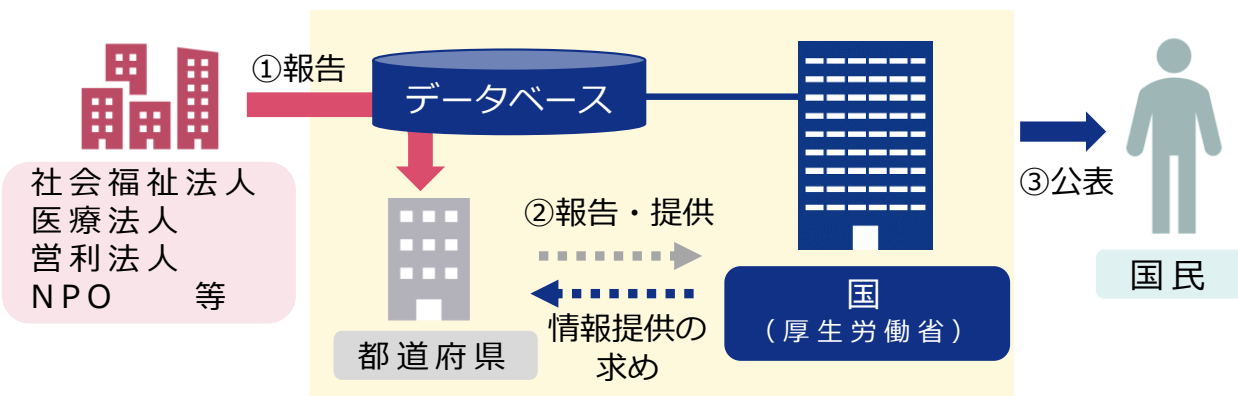 ①報告
データベース
社会福祉法人
医療法人
営利法人
NPO 等
②報告・提供
情報提供の
求め
都道府県
国
(厚生労働省)
③公表
国民